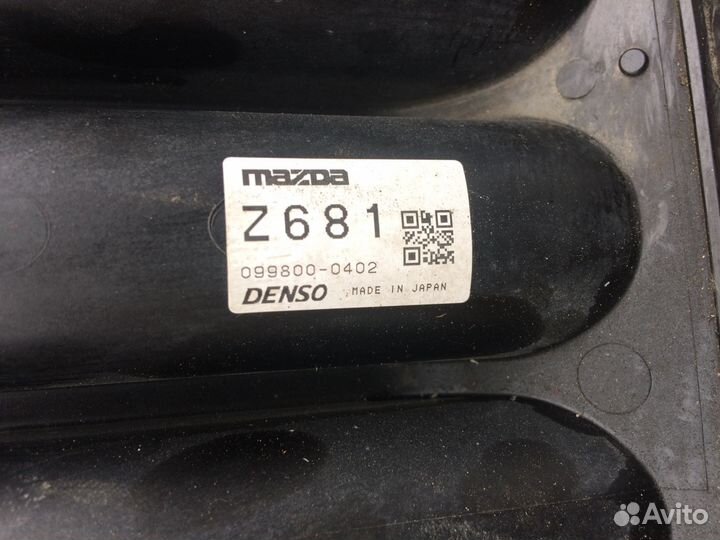 mazda
Z681
099800-0402
DENSO MADE IN JAPAN
Avito